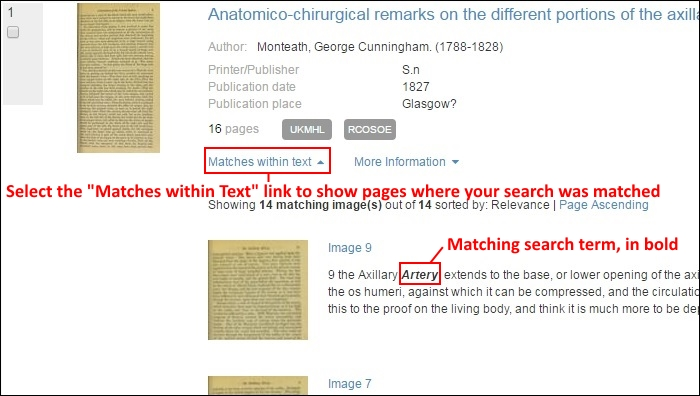 1
Anatomico-chirurgical remarks on the different portions of the
Author: Monteath, George Cunningham. (1788-1828)
Printer/Publisher S.n
Publication date 1827
Publication place Glasgow?
16 pages UKMHL RCOSOE
Matches within text More Information
Select the "Matches within Text" link to show pages where your search was matched
Showing 14 matching image(s) out of 14 sorted by: Relevance | Page Ascending
Image 9
Matching search term, in bold
9 the Axillary Artery extends to the base, or lower opening of the
the os humeri, against which it can be compressed, and the
this to the proof on the living body, and think it is much more to be
Image 7